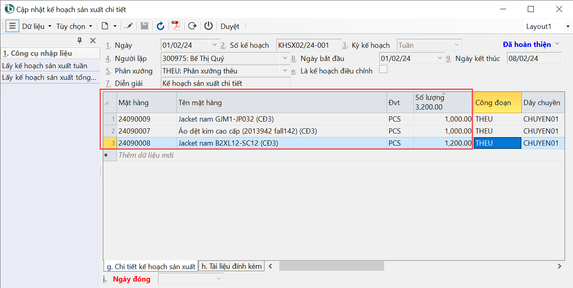 Cập nhật kế hoạch sản xuất chi tiết
Dữ liệu Tùy chọn Duyệt Layout1
1. Công cụ nhập liệu
Lấy kế hoạch sản xuất tuần
Lấy kế hoạch sản xuất tổng...
1. Ngày 01/02/24 2. Số kế hoạch KHSX02/24-001 3. Kỳ kế hoạch Tuần Đã hoàn thiện
4. Người lập 300975: Bế Thị Quý 8. Ngày bắt đầu 01/02/24 9. Ngày kết thúc 08/02/24
5. Phân xưởng THEU: Phân xưởng thêu e. Là kế hoạch điều chỉnh
7. Diễn giải Kế hoạch sản xuất chi tiết
Mặt hàng Tên mặt hàng Đvt Số lượng 3,200.00 Công đoạn Dây chuyền
1 24090009 Jacket nam GJM1-JP032 (CĐ3) PCS 1,000.00 THEU CHUYEN01
2 24090007 Áo dệt kim cao cấp (2013942 fall142) (CĐ3) PCS 1,000.00 THEU CHUYEN01
3 24090008 Jacket nam B2XL12-SC12 (CĐ3) PCS 1,200.00 THEU CHUYEN01
* Thêm dữ liệu mới
g. Chi tiết kế hoạch sản xuất h. Tài liệu đính kèm
i. Ngày đóng